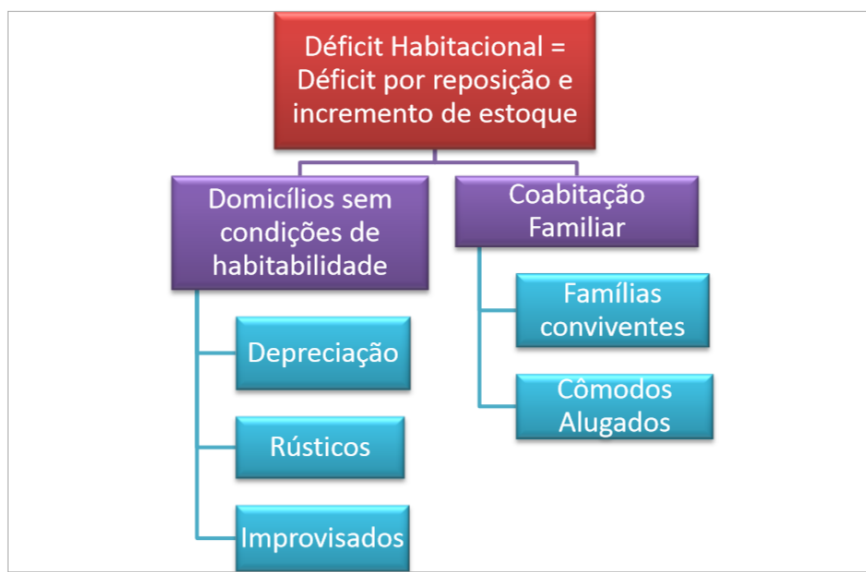 Déficit Habitacional =
Déficit por reposição e
incremento de estoque
Domicílios sem
condições de
habitabilidade
Depreciação
Rústicos
Improvisados
Coabitação
Familiar
Famílias
conviventes
Cômodos
Alugados